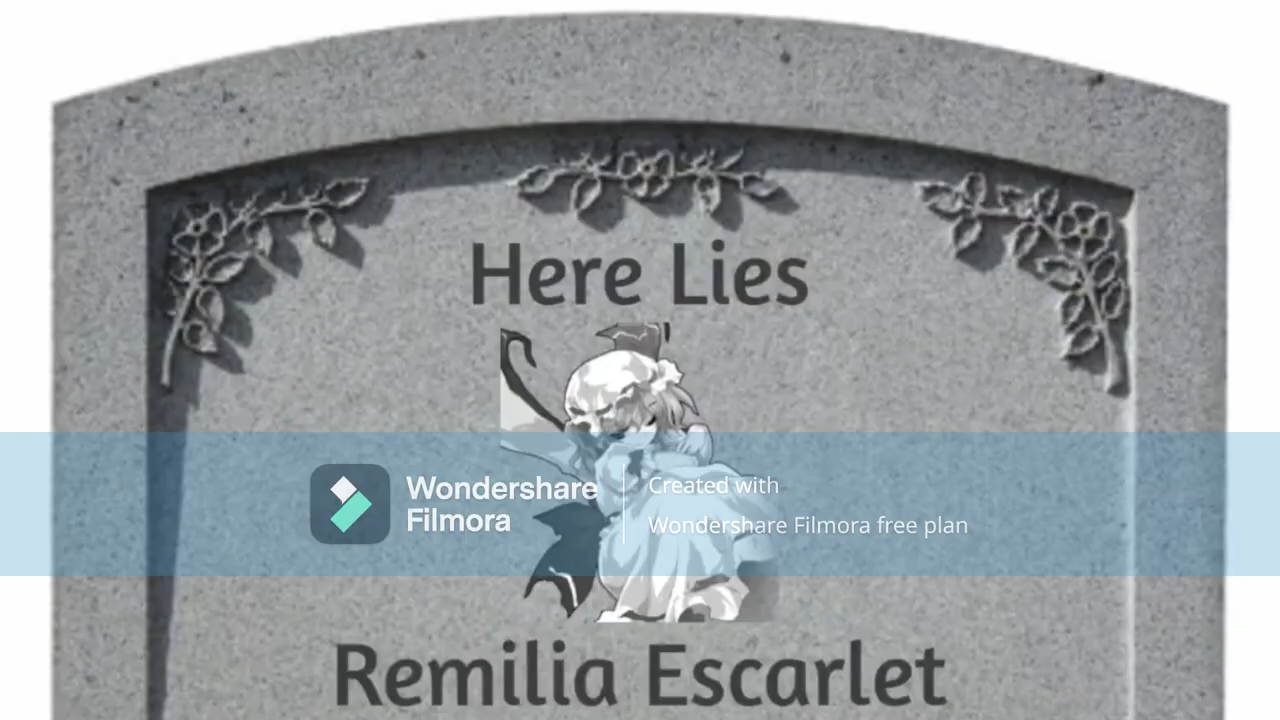 Here Lies
Wondershare
Filmora
Created with
Wondershare Filmora free plan
Remilia Escarlet